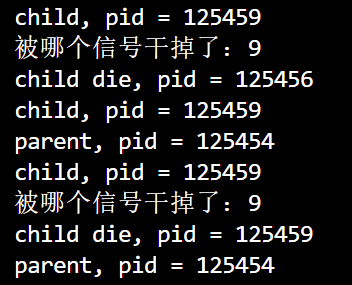 child, pid = 125459
被哪个信号干掉了：9
child die, pid = 125456
child, pid = 125459
parent, pid = 125454
child, pid = 125459
被哪个信号干掉了：9
child die, pid = 125459
parent, pid = 125454